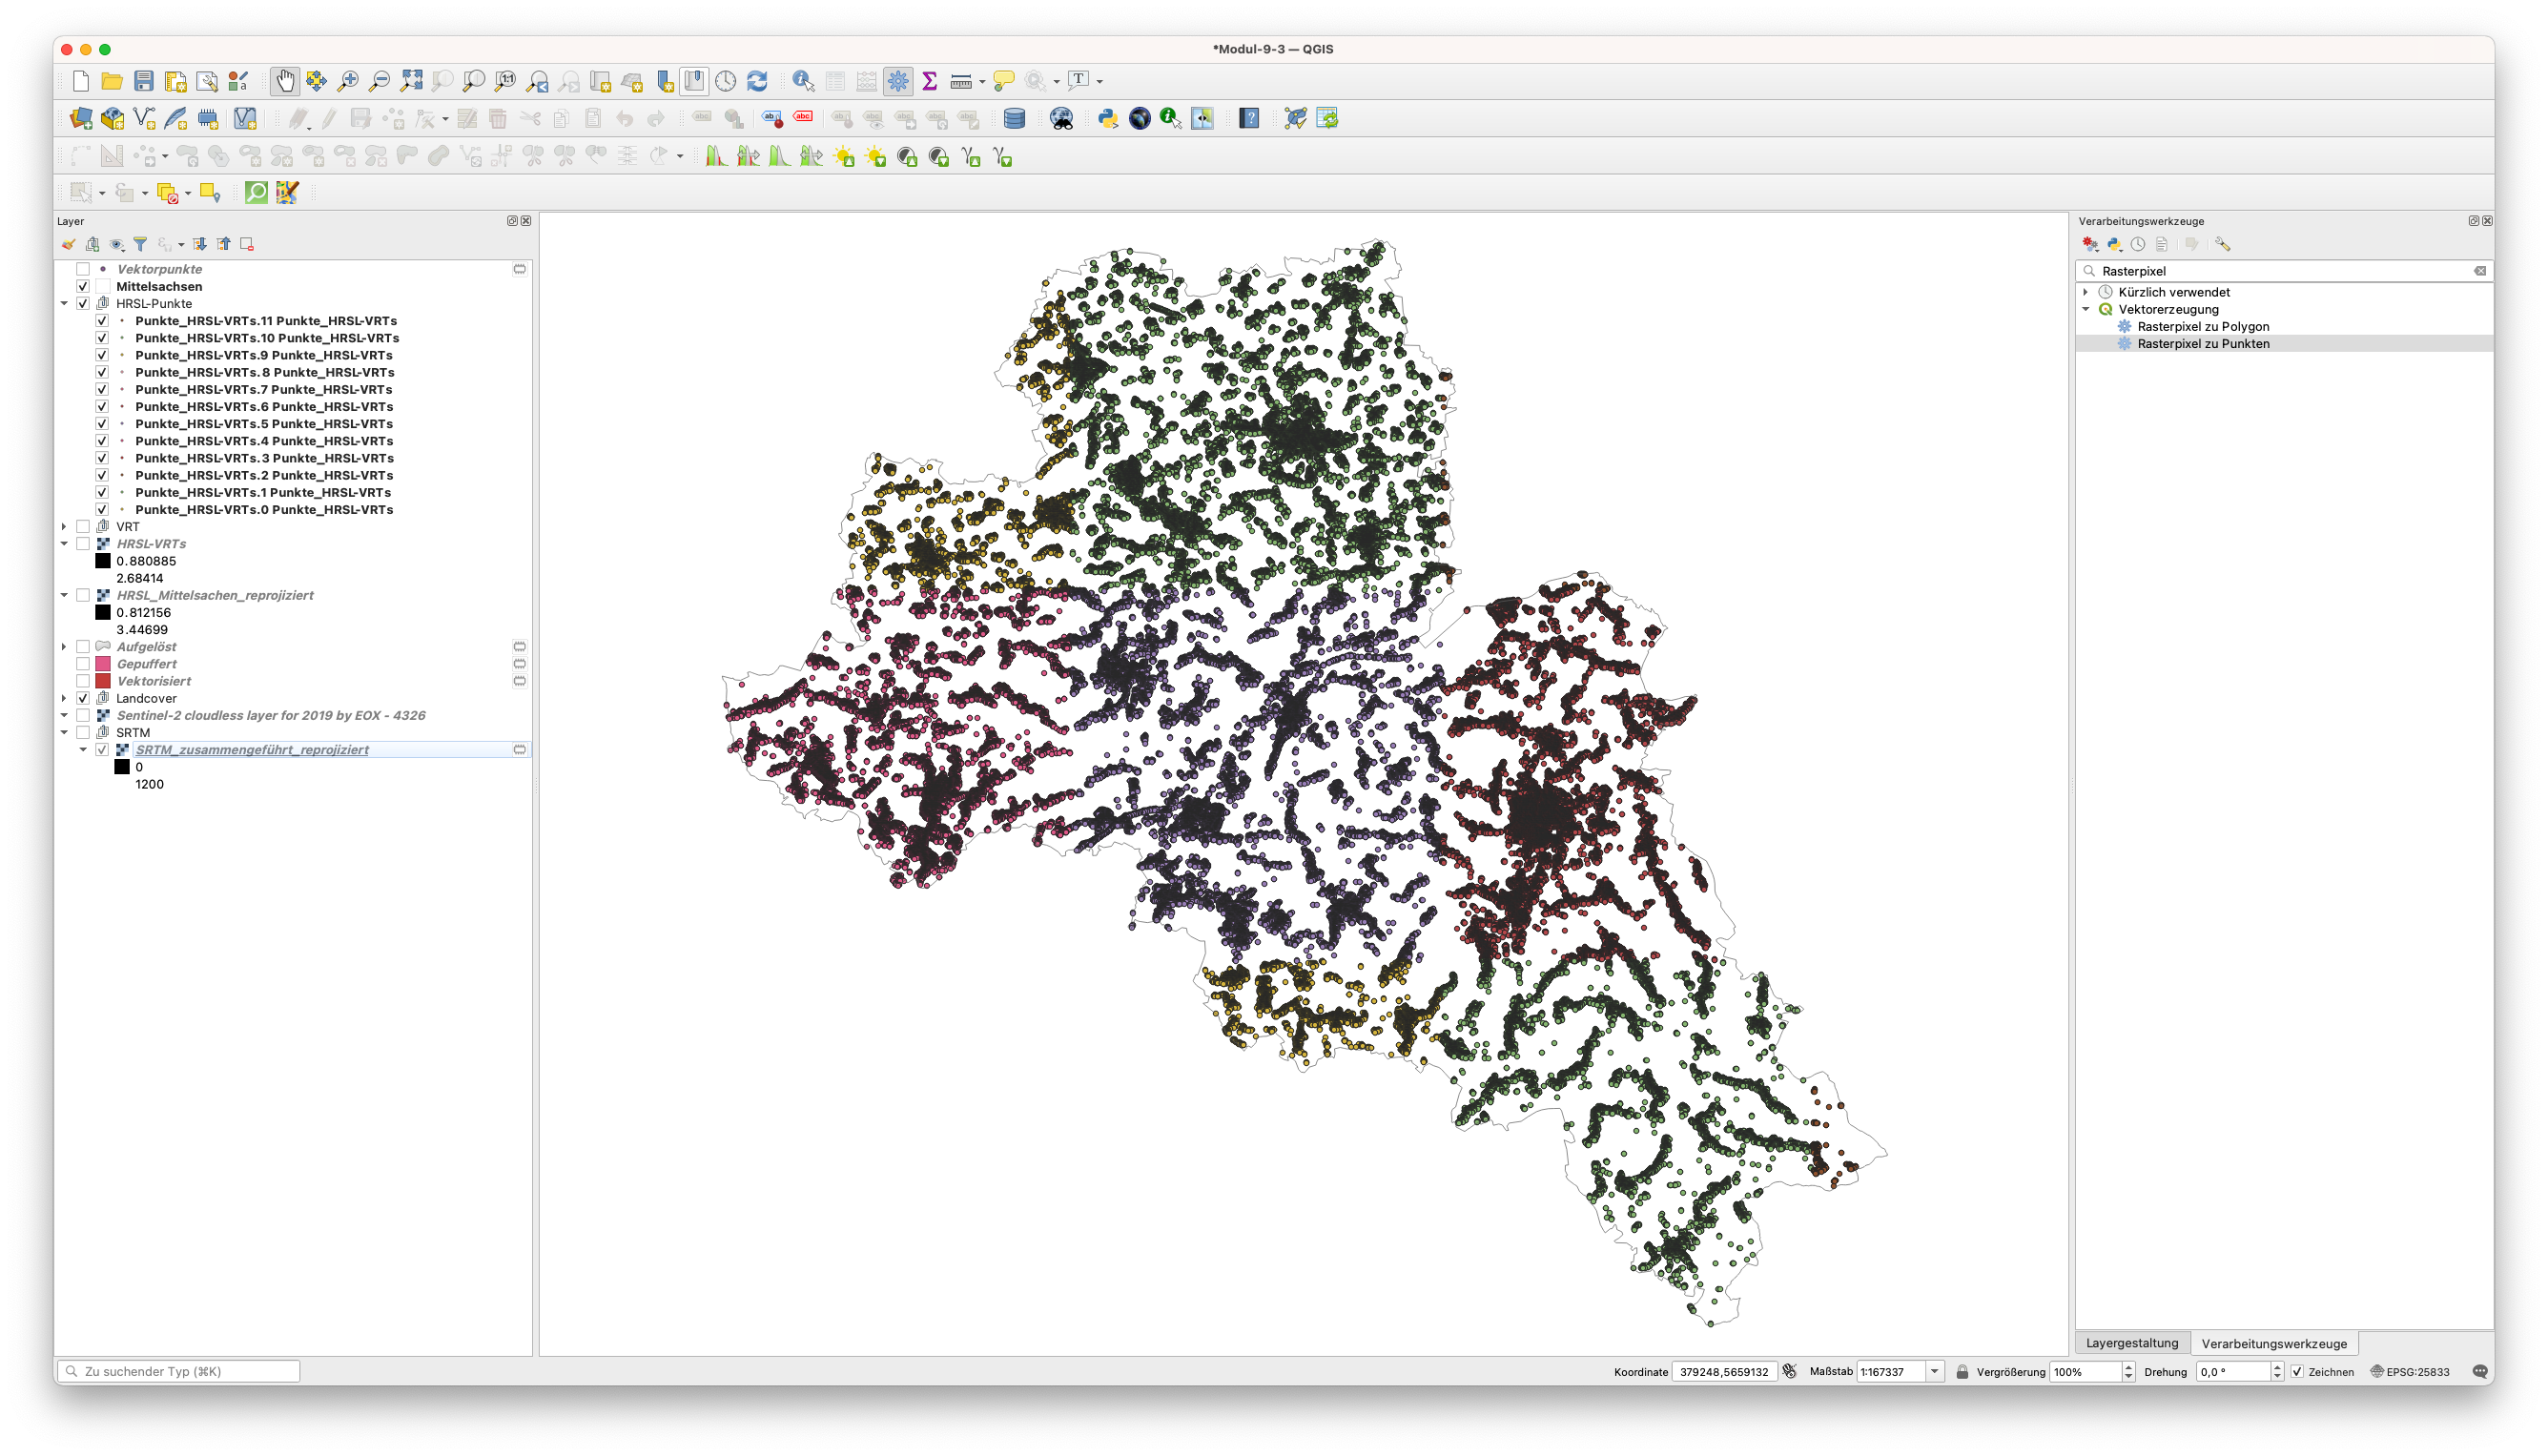 *Modul-9-3 — QGIS
Layer
Vektorpunkte
Mittelsachsen
HRSL-Punkte
Punkte_HRSL-VRTs.11 Punkte_HRSL-VRTs
Punkte_HRSL-VRTs.10 Punkte_HRSL-VRTs
Punkte_HRSL-VRTs.9 Punkte_HRSL-VRTs
Punkte_HRSL-VRTs.8 Punkte_HRSL-VRTs
Punkte_HRSL-VRTs.7 Punkte_HRSL-VRTs
Punkte_HRSL-VRTs.6 Punkte_HRSL-VRTs
Punkte_HRSL-VRTs.5 Punkte_HRSL-VRTs
Punkte_HRSL-VRTs.4 Punkte_HRSL-VRTs
Punkte_HRSL-VRTs.3 Punkte_HRSL-VRTs
Punkte_HRSL-VRTs.2 Punkte_HRSL-VRTs
Punkte_HRSL-VRTs.1 Punkte_HRSL-VRTs
Punkte_HRSL-VRTs.0 Punkte_HRSL-VRTs
VRT
HRSL-VRTs
0.880885
2.68414
HRSL_Mittelsachen_reprojiziert
0.812156
3.44699
Aufgelöst
Gepuffert
Vektorisiert
Landcover
Sentinel-2 cloudless layer for 2019 by EOX - 4326
SRTM
SRTM_zusammengeführt_reprojiziert
0
1200
Verarbeitungswerkzeuge
Rasterpixel
Kürzlich verwendet
Vektorerzeugung
Rasterpixel zu Polygon
Rasterpixel zu Punkten
Layergestaltung
Verarbeitungswerkzeuge
Zu suchender Typ (⌘K)
Koordinate 379248,5659132
Maßstab 1:167337
Vergrößerung 100%
Drehung 0,0 °
Zeichnen
EPSG:25833